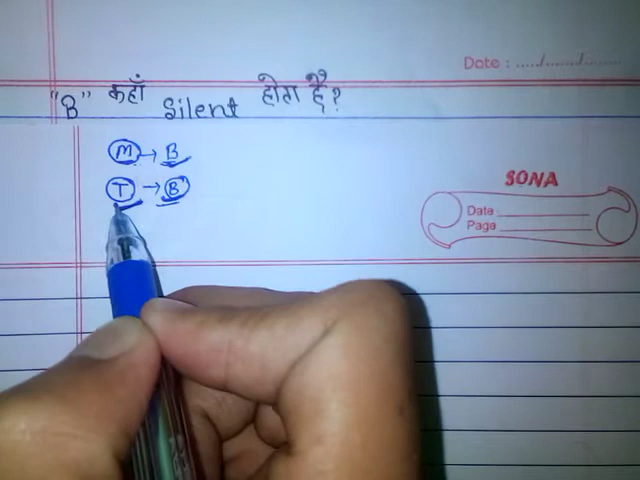 Date : ...../....../........
"B" कहाँ Silent होता है?
M → B
T → B
SONA
Date
Page